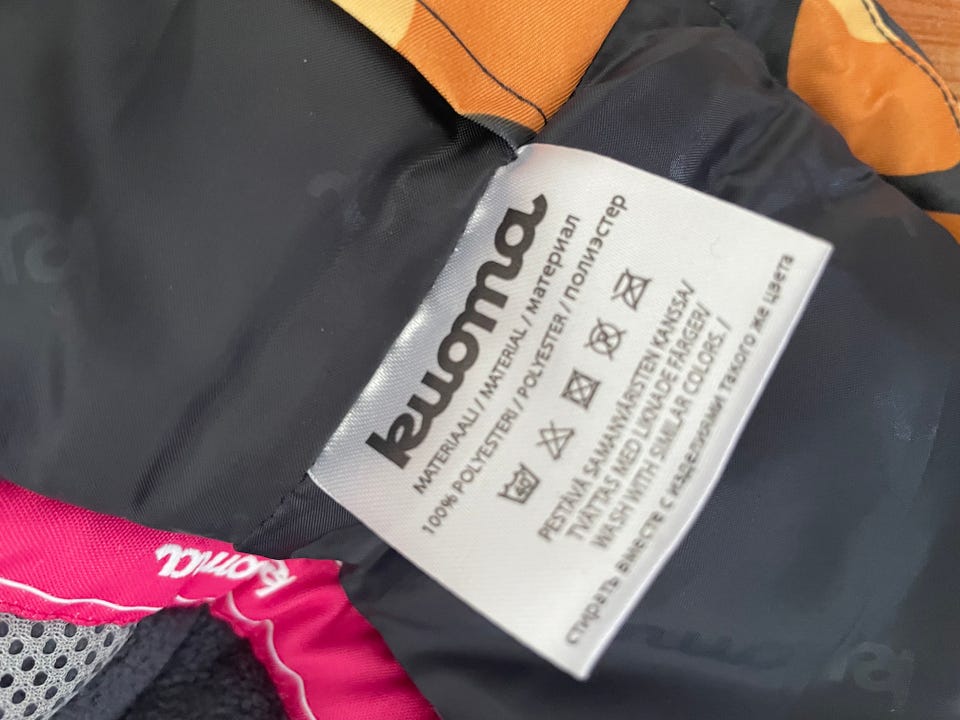 kuoma
MATERIAALI / MATERIAL / материал
100% POLYESTERI / POLYESTER / полиэстер
40
PESTÄVÄ SAMANVÄRISTEN KANSSA/
TVÄTTAS MED LIKNADE FÄRGER/
WASH WITH SIMILAR COLORS. /
стирать вместе с изделиями такого же цвета
kuoma